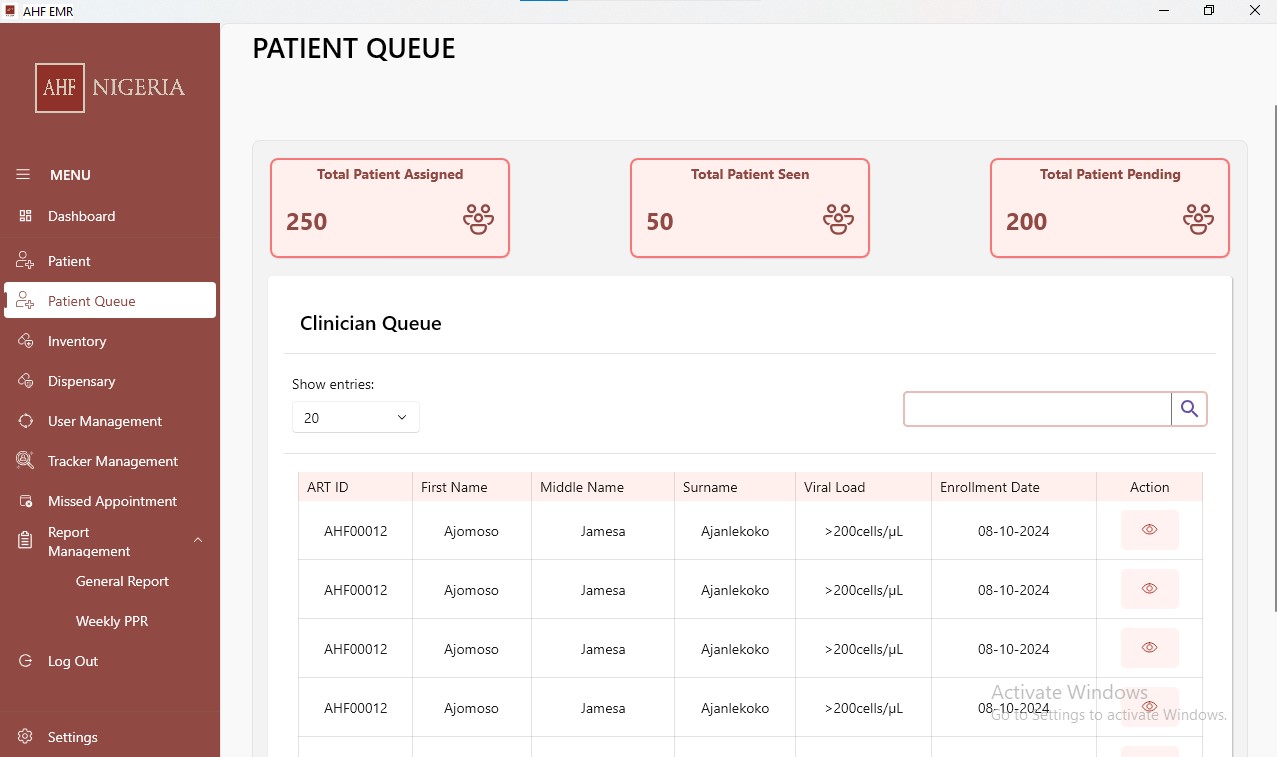 AHF EMR
AHF NIGERIA
MENU
Dashboard
Patient
Patient Queue
Inventory
Dispensary
User Management
Tracker Management
Missed Appointment
Report
Management
General Report
Weekly PPR
Log Out
Settings
PATIENT QUEUE
Total Patient Assigned
250
Total Patient Seen
50
Total Patient Pending
200
Clinician Queue
Show entries:
20
ART ID First Name Middle Name Surname Viral Load Enrollment Date Action
AHF00012 Ajomoso Jamesa Ajanlekoko >200cells/µL 08-10-2024
AHF00012 Ajomoso Jamesa Ajanlekoko >200cells/µL 08-10-2024
AHF00012 Ajomoso Jamesa Ajanlekoko >200cells/µL 08-10-2024
AHF00012 Ajomoso Jamesa Ajanlekoko >200cells/µL 08-10-2024
Activate Windows
Go to Settings to activate Windows.